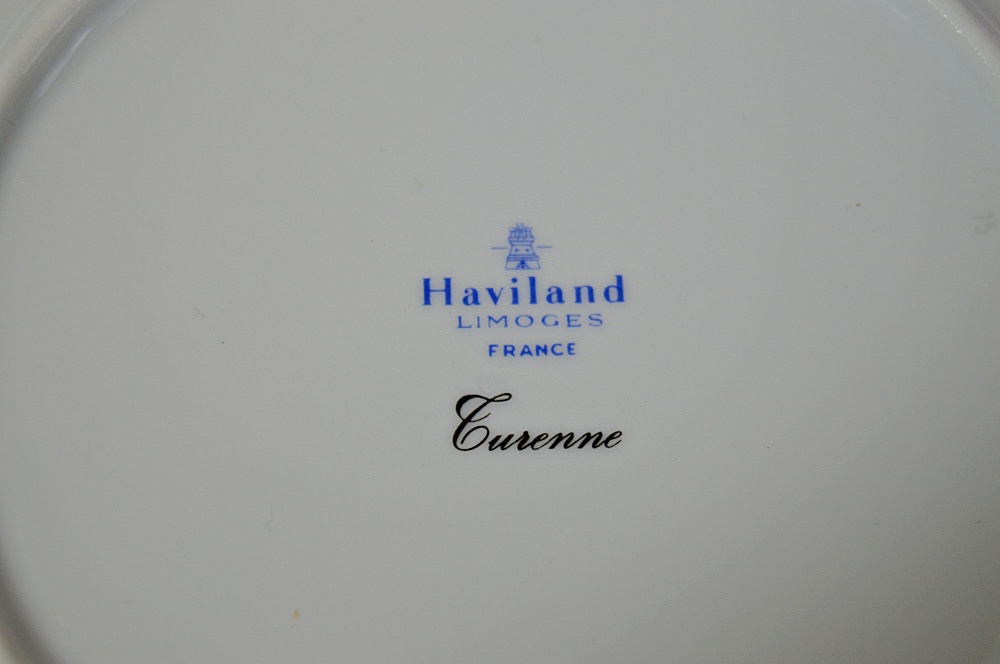 Haviland
LIMOGES
FRANCE
Turenne